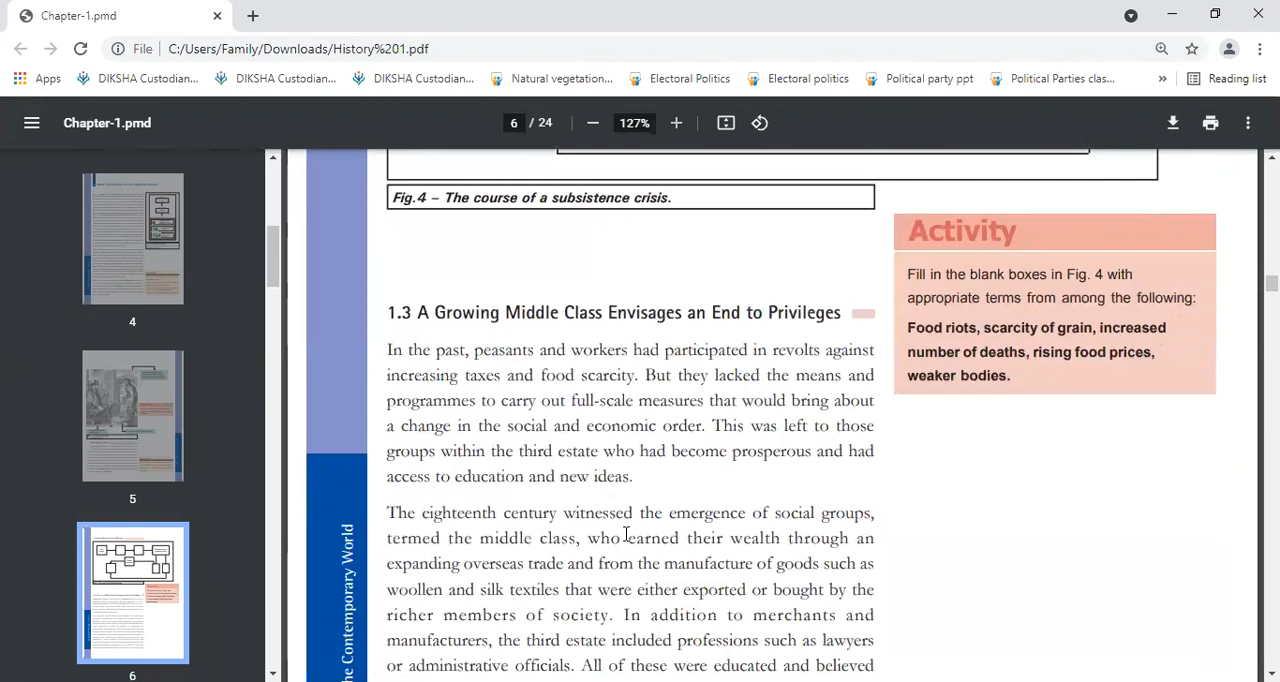 Chapter-1.pmd
File
C:/Users/Family/Downloads/History%201.pdf
Apps
DIKSHA Custodian...
DIKSHA Custodian...
DIKSHA Custodian...
Natural vegetation...
Electoral Politics
Electoral politics
Political party ppt
Political Parties clas...
»
Reading list
Chapter-1.pmd
6 / 24
127%
4
5
6
Fig.4 – The course of a subsistence crisis.
Activity
Fill in the blank boxes in Fig. 4 with
appropriate terms from among the following:
Food riots, scarcity of grain, increased
number of deaths, rising food prices,
weaker bodies.
1.3 A Growing Middle Class Envisages an End to Privileges
In the past, peasants and workers had participated in revolts against
increasing taxes and food scarcity. But they lacked the means and
programmes to carry out full-scale measures that would bring about
a change in the social and economic order. This was left to those
groups within the third estate who had become prosperous and had
access to education and new ideas.
The eighteenth century witnessed the emergence of social groups,
termed the middle class, who earned their wealth through an
expanding overseas trade and from the manufacture of goods such as
and silk textiles that were either exported or bought by the
members of society. In addition to merchants and
manufacturers, the third estate included professions such as lawyers
or administrative officials. All of these were educated and believed
Contemporary World